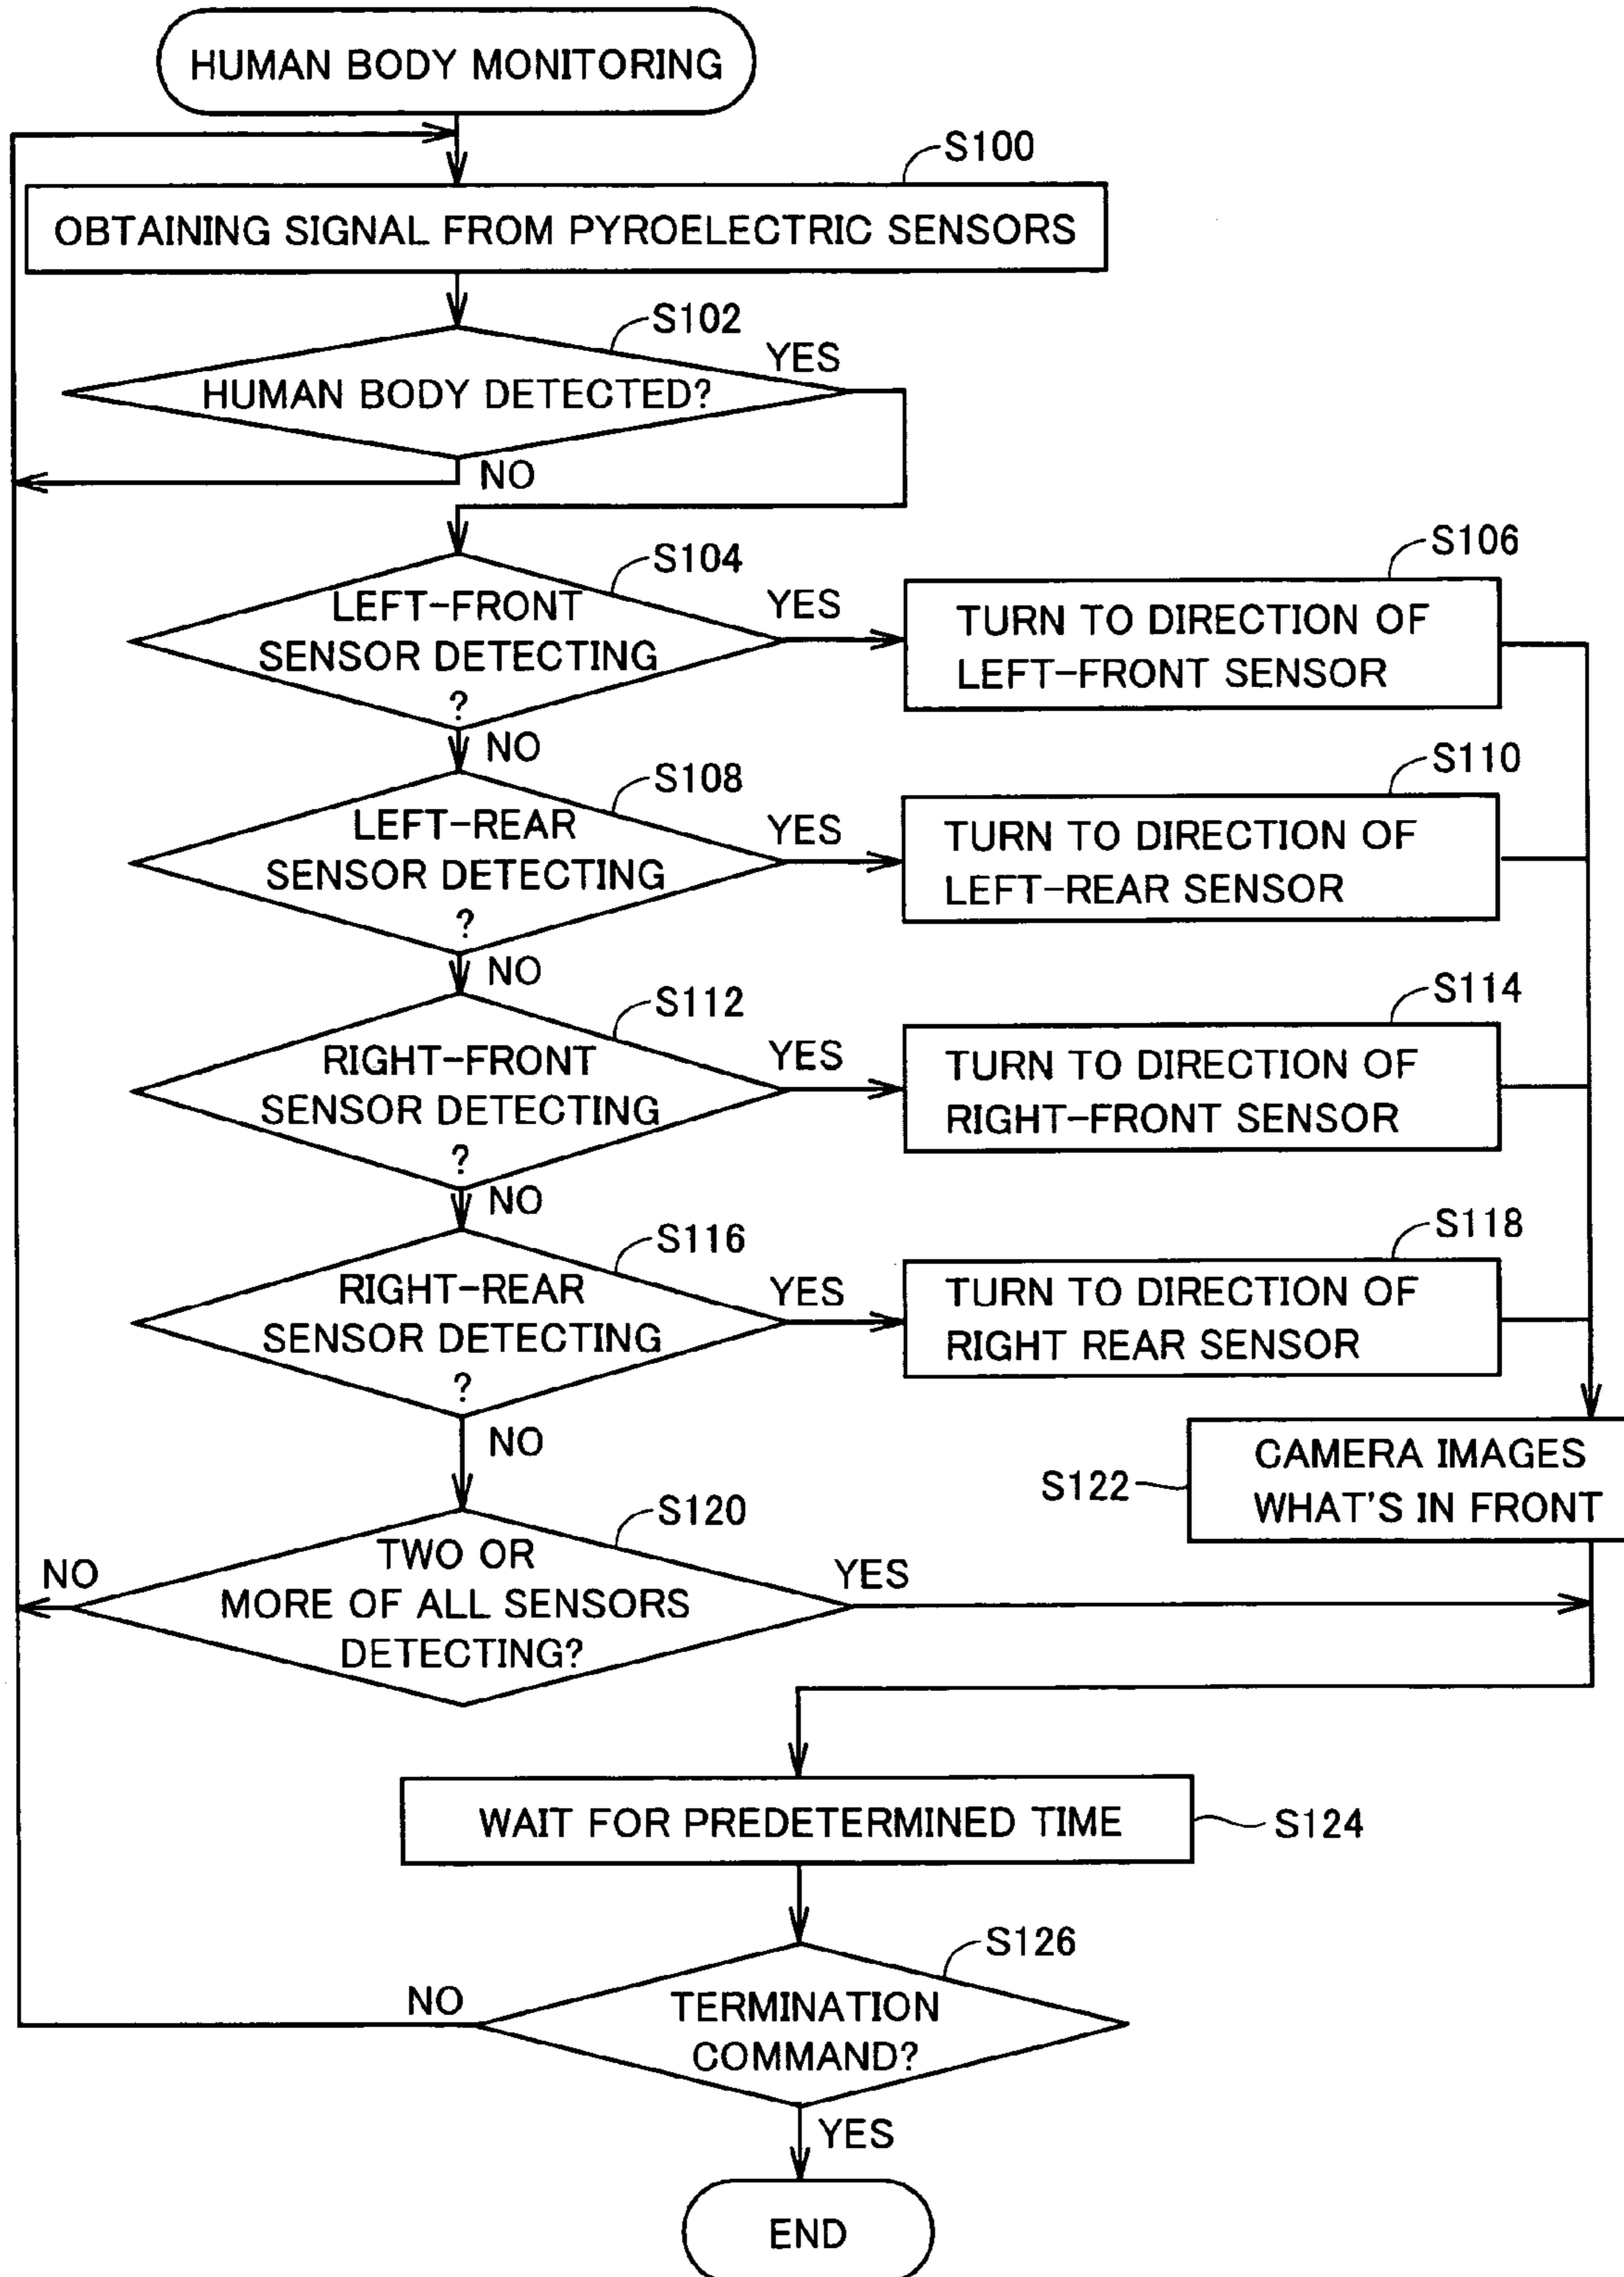 HUMAN BODY MONITORING
S100
OBTAINING SIGNAL FROM PYROELECTRIC SENSORS
S102
YES
HUMAN BODY DETECTED?
NO
S104
LEFT-FRONT
SENSOR DETECTING
?
YES
S106
TURN TO DIRECTION OF
LEFT-FRONT SENSOR
NO
S108
LEFT-REAR
SENSOR DETECTING
?
YES
S110
TURN TO DIRECTION OF
LEFT-REAR SENSOR
NO
S112
RIGHT-FRONT
SENSOR DETECTING
?
YES
S114
TURN TO DIRECTION OF
RIGHT-FRONT SENSOR
NO
S116
RIGHT-REAR
SENSOR DETECTING
?
YES
S118
TURN TO DIRECTION OF
RIGHT REAR SENSOR
NO
S122
CAMERA IMAGES
WHAT'S IN FRONT
S120
TWO OR
MORE OF ALL SENSORS
DETECTING?
NO
YES
WAIT FOR PREDETERMINED TIME
S124
S126
TERMINATION
COMMAND?
NO
YES
END